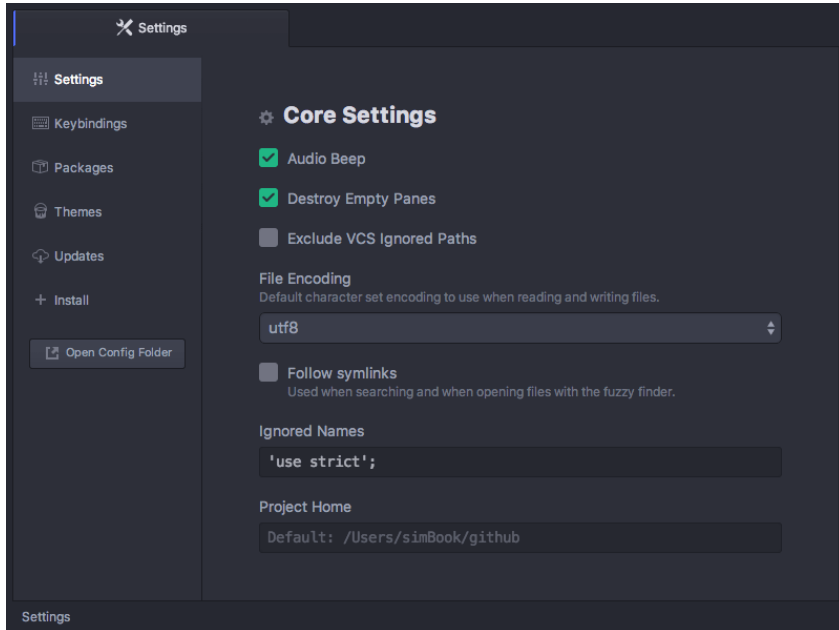 Settings
Settings
Keybindings
Packages
Themes
Updates
Install
Open Config Folder
Core Settings
Audio Beep
Destroy Empty Panes
Exclude VCS Ignored Paths
File Encoding
Default character set encoding to use when reading and writing files.
utf8
Follow symlinks
Used when searching and when opening files with the fuzzy finder.
Ignored Names
'use strict';
Project Home
Default: /Users/simBook/github
Settings